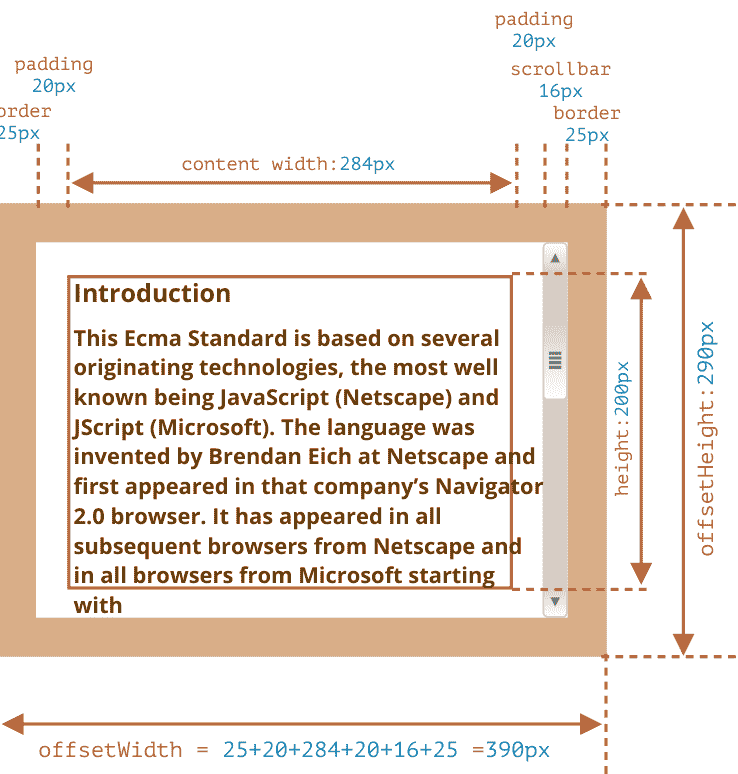 padding
20px
padding
scrollbar
20px
16px
order
border
25px
25px
content width:284px
Introduction
This Ecma Standard is based on several
originating technologies, the most well
known being JavaScript (Netscape) and
JScript (Microsoft). The language was
invented by Brendan Eich at Netscape and
first appeared in that company’s Navigator
2.0 browser. It has appeared in all
subsequent browsers from Netscape and
in all browsers from Microsoft starting
with
height:200px
offsetHeight:290px
offsetWidth = 25+20+284+20+16+25 =390px